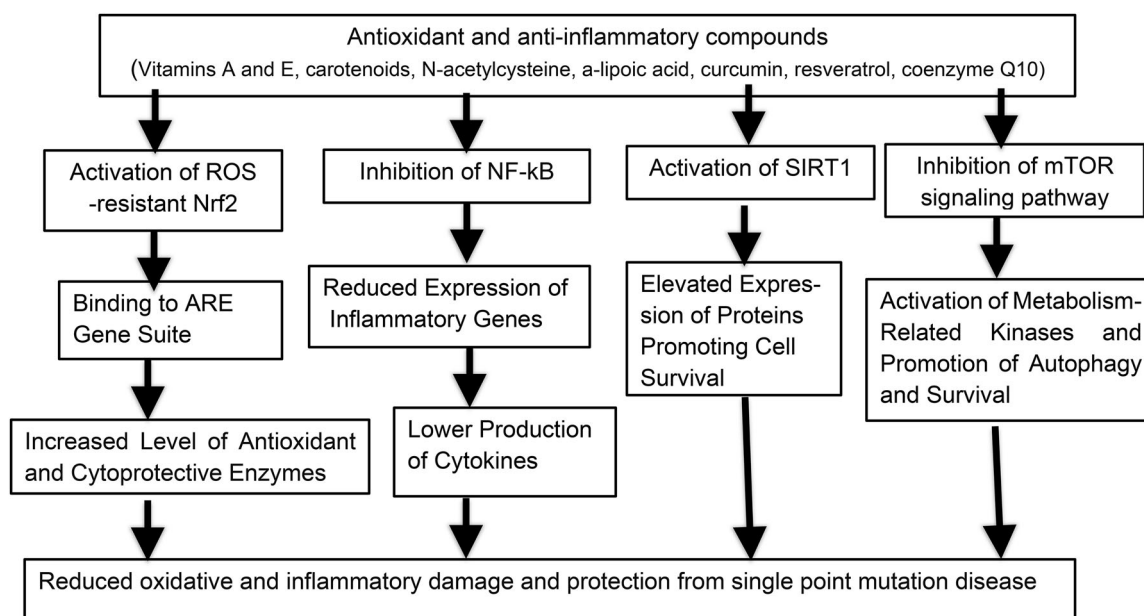 Antioxidant and anti-inflammatory compounds
(Vitamins A and E, carotenoids, N-acetylcysteine, a-lipoic acid, curcumin, resveratrol, coenzyme Q10)
Activation of ROS
-resistant Nrf2
Inhibition of NF-kB
Activation of SIRT1
Inhibition of mTOR
signaling pathway
Binding to ARE
Gene Suite
Reduced Expression of
Inflammatory Genes
Elevated Expres-
sion of Proteins
Promoting Cell
Survival
Activation of Metabolism-
Related Kinases and
Promotion of Autophagy
and Survival
Increased Level of Antioxidant
and Cytoprotective Enzymes
Lower Production
of Cytokines
Reduced oxidative and inflammatory damage and protection from single point mutation disease